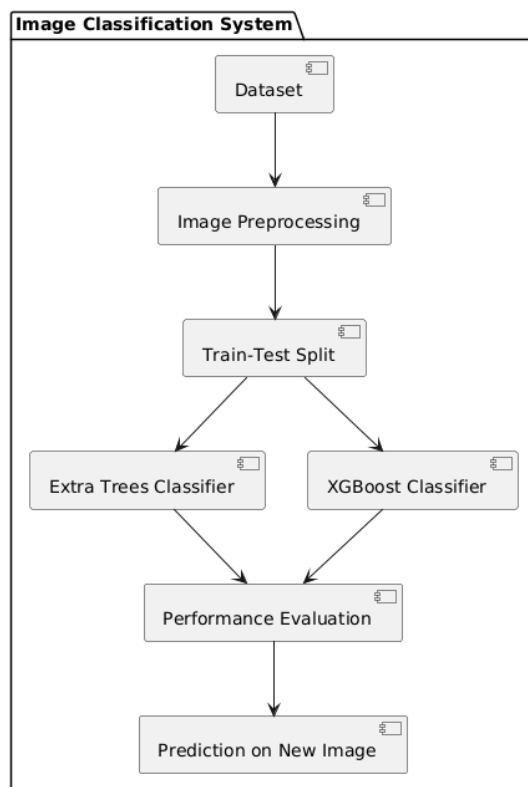 Image Classification System
Dataset
Image Preprocessing
Train-Test Split
Extra Trees Classifier
XGBoost Classifier
Performance Evaluation
Prediction on New Image